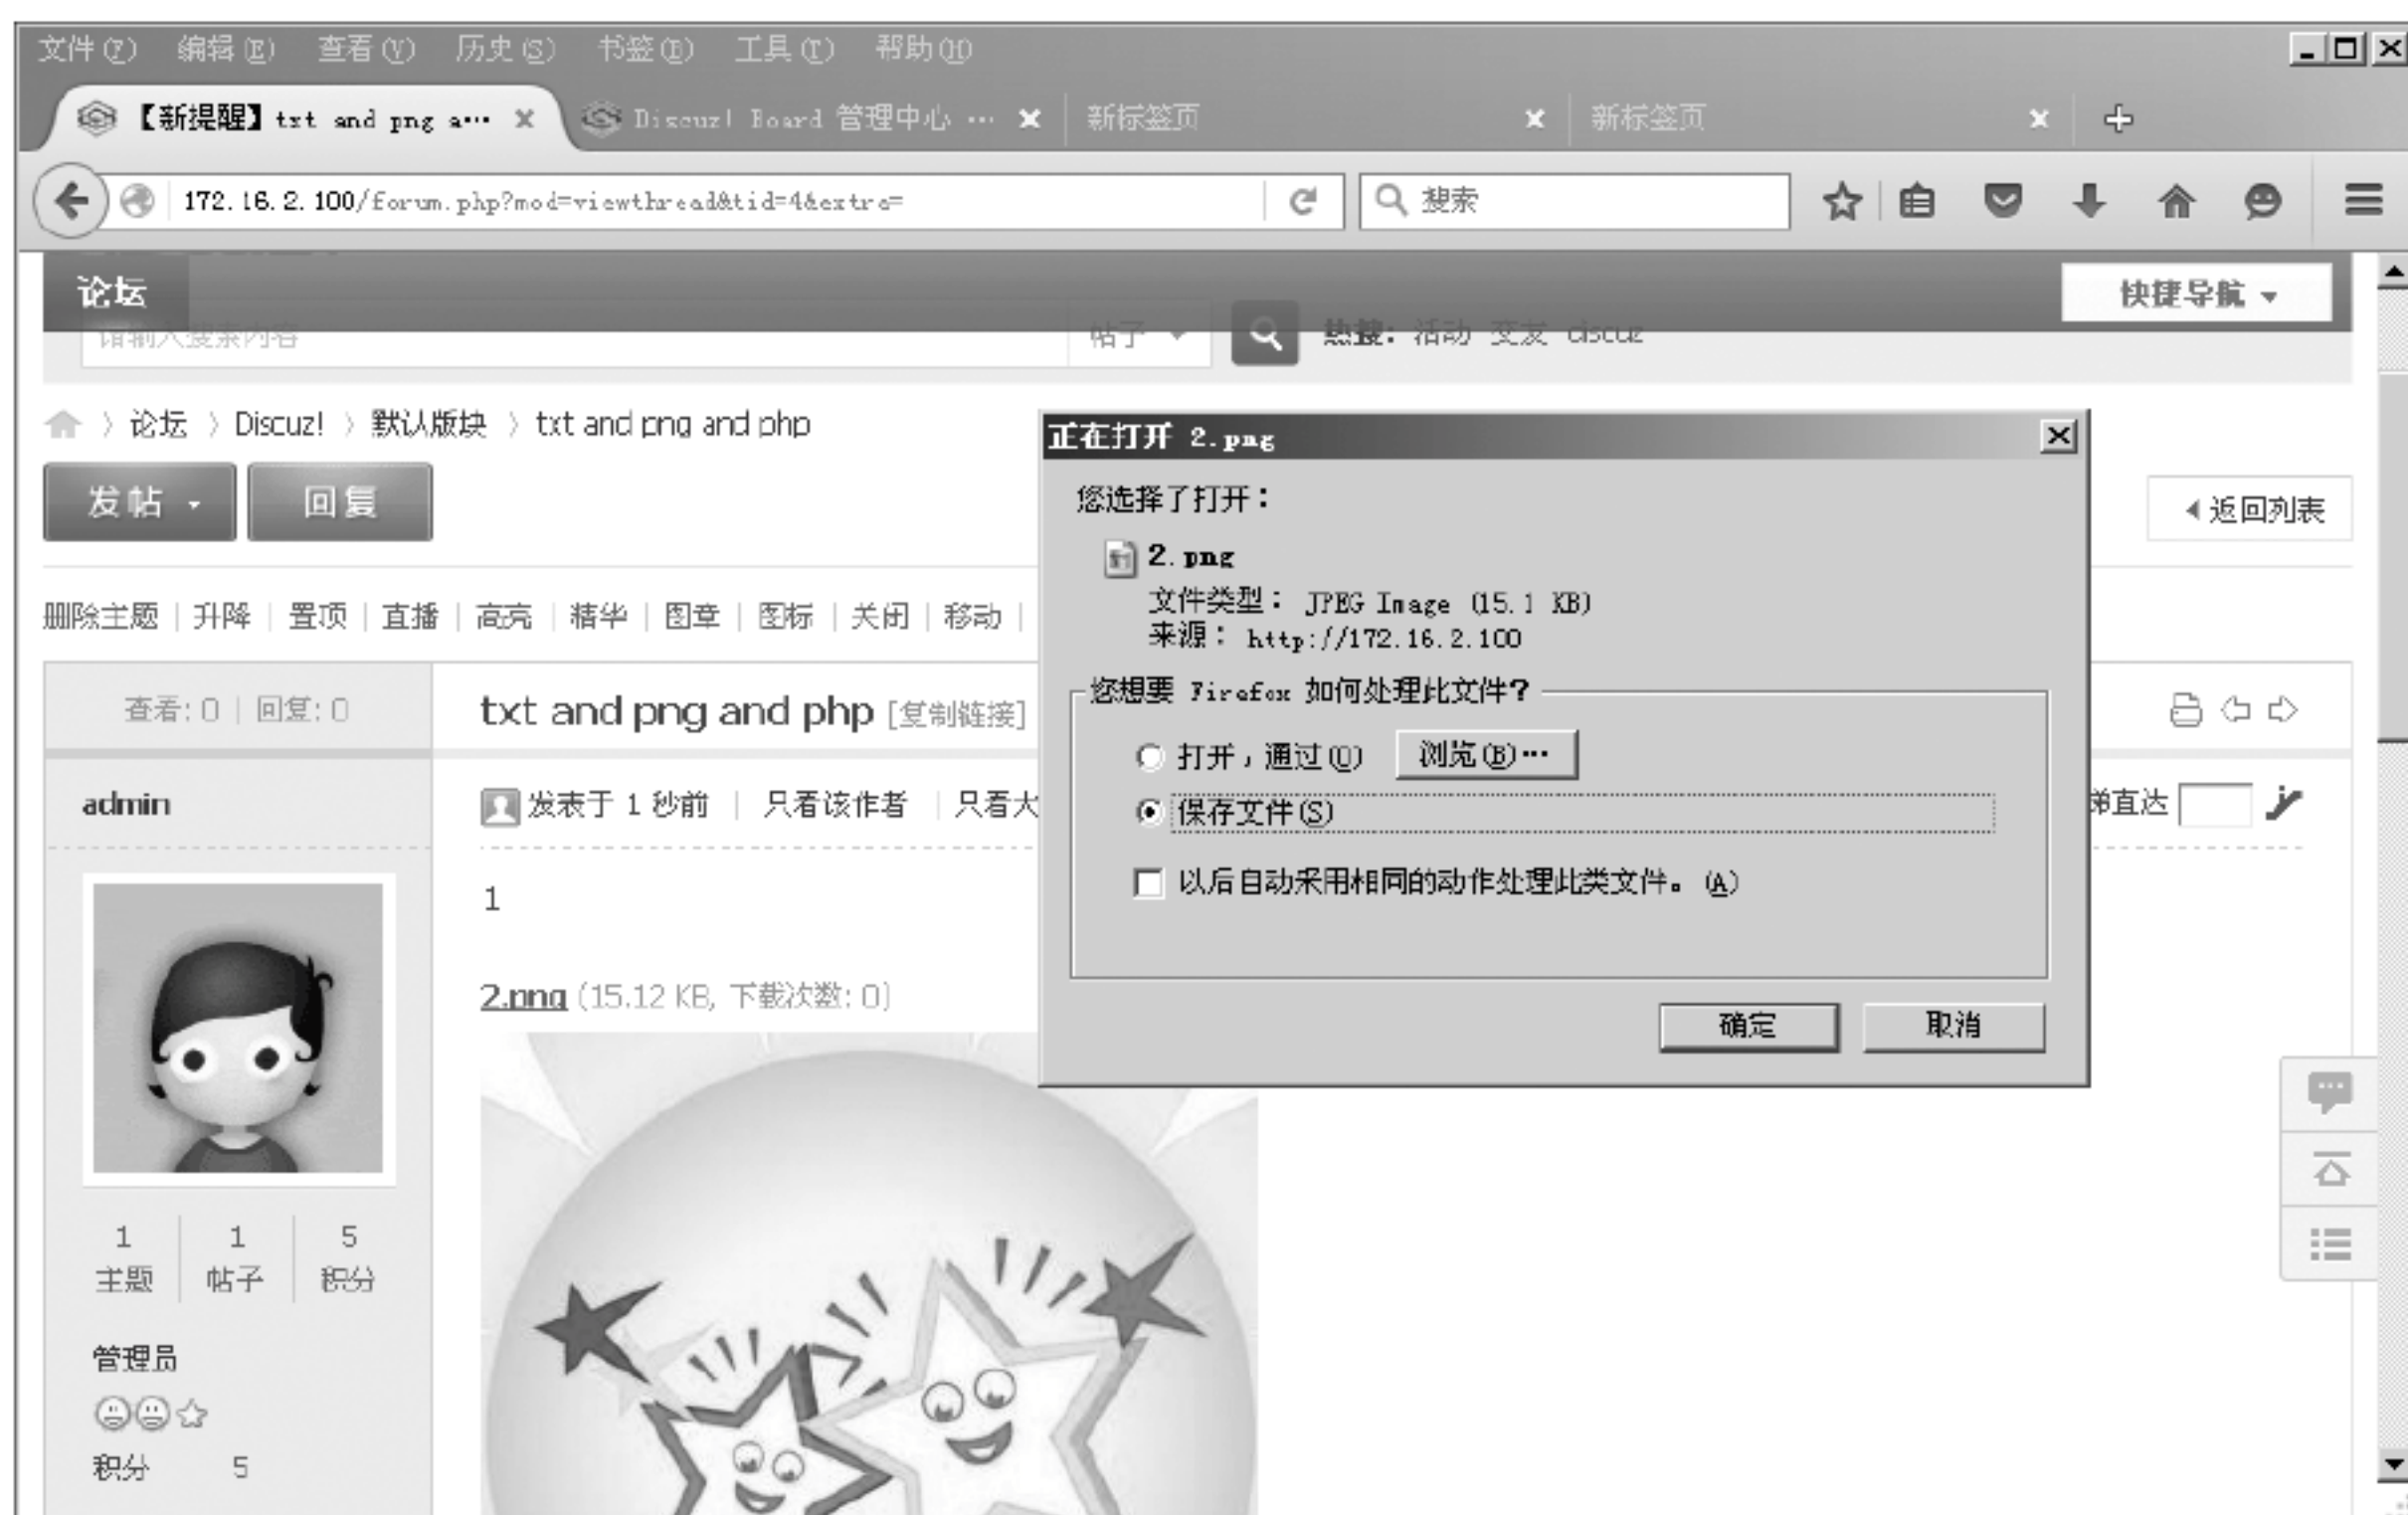 文件(F) 编辑(E) 查看(V) 历史(S) 书签(B) 工具(T) 帮助(H)
【新提醒】txt and png a… Discuz! Board 管理中心 … 新标签页 新标签页
172.16.2.100/forum.php?mod=viewthread&tid=4&extra= 搜索
论坛 快捷导航
请输入搜索内容 帖子 热搜: 活动 交友 discuz
论坛 〉 Discuz! 〉 默认版块 〉 txt and png and php
发帖 回复 返回列表
删除主题 | 升降 | 置顶 | 直播 | 高亮 | 精华 | 图章 | 图标 | 关闭 | 移动 |
查看: 0 | 回复: 0
txt and png and php [复制链接]
admin
发表于 1 秒前 | 只看该作者 | 只看大
梯直达
1
2.png (15.12 KB, 下载次数: 0)
1 1 5
主题 帖子 积分
管理员
积分 5
正在打开 2.png
您选择了打开：
2.png
文件类型： JPEG Image (15.1 KB)
来源： http://172.16.2.100
您想要 Firefox 如何处理此文件?
打开，通过(O) 浏览(B)…
保存文件(S)
以后自动采用相同的动作处理此类文件。(A)
确定 取消